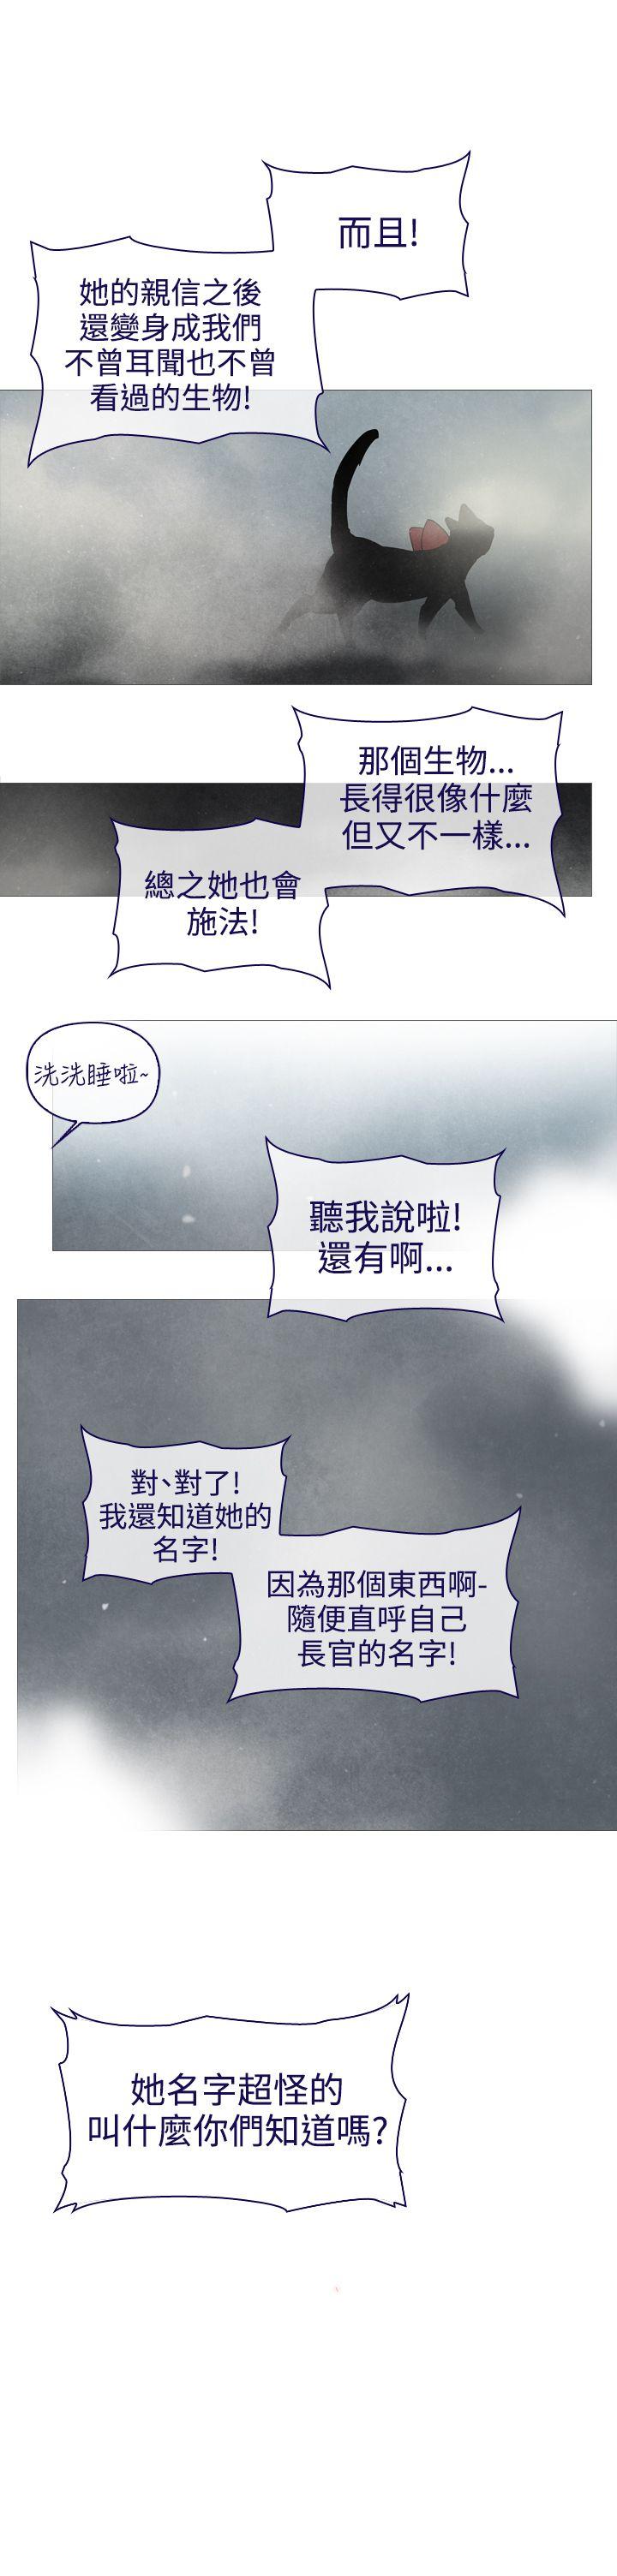 而且!
她的親信之後
還變身成我們
不曾耳聞也不曾
看過的生物!
那個生物...
長得很像什麼
但又不一樣...
總之她也會
施法!
洗洗睡啦~
聽我說啦!
還有啊...
對、對了!
我還知道她的
名字!
因為那個東西啊-
隨便直呼自己
長官的名字!
她名字超怪的
叫什麼你們知道嗎?